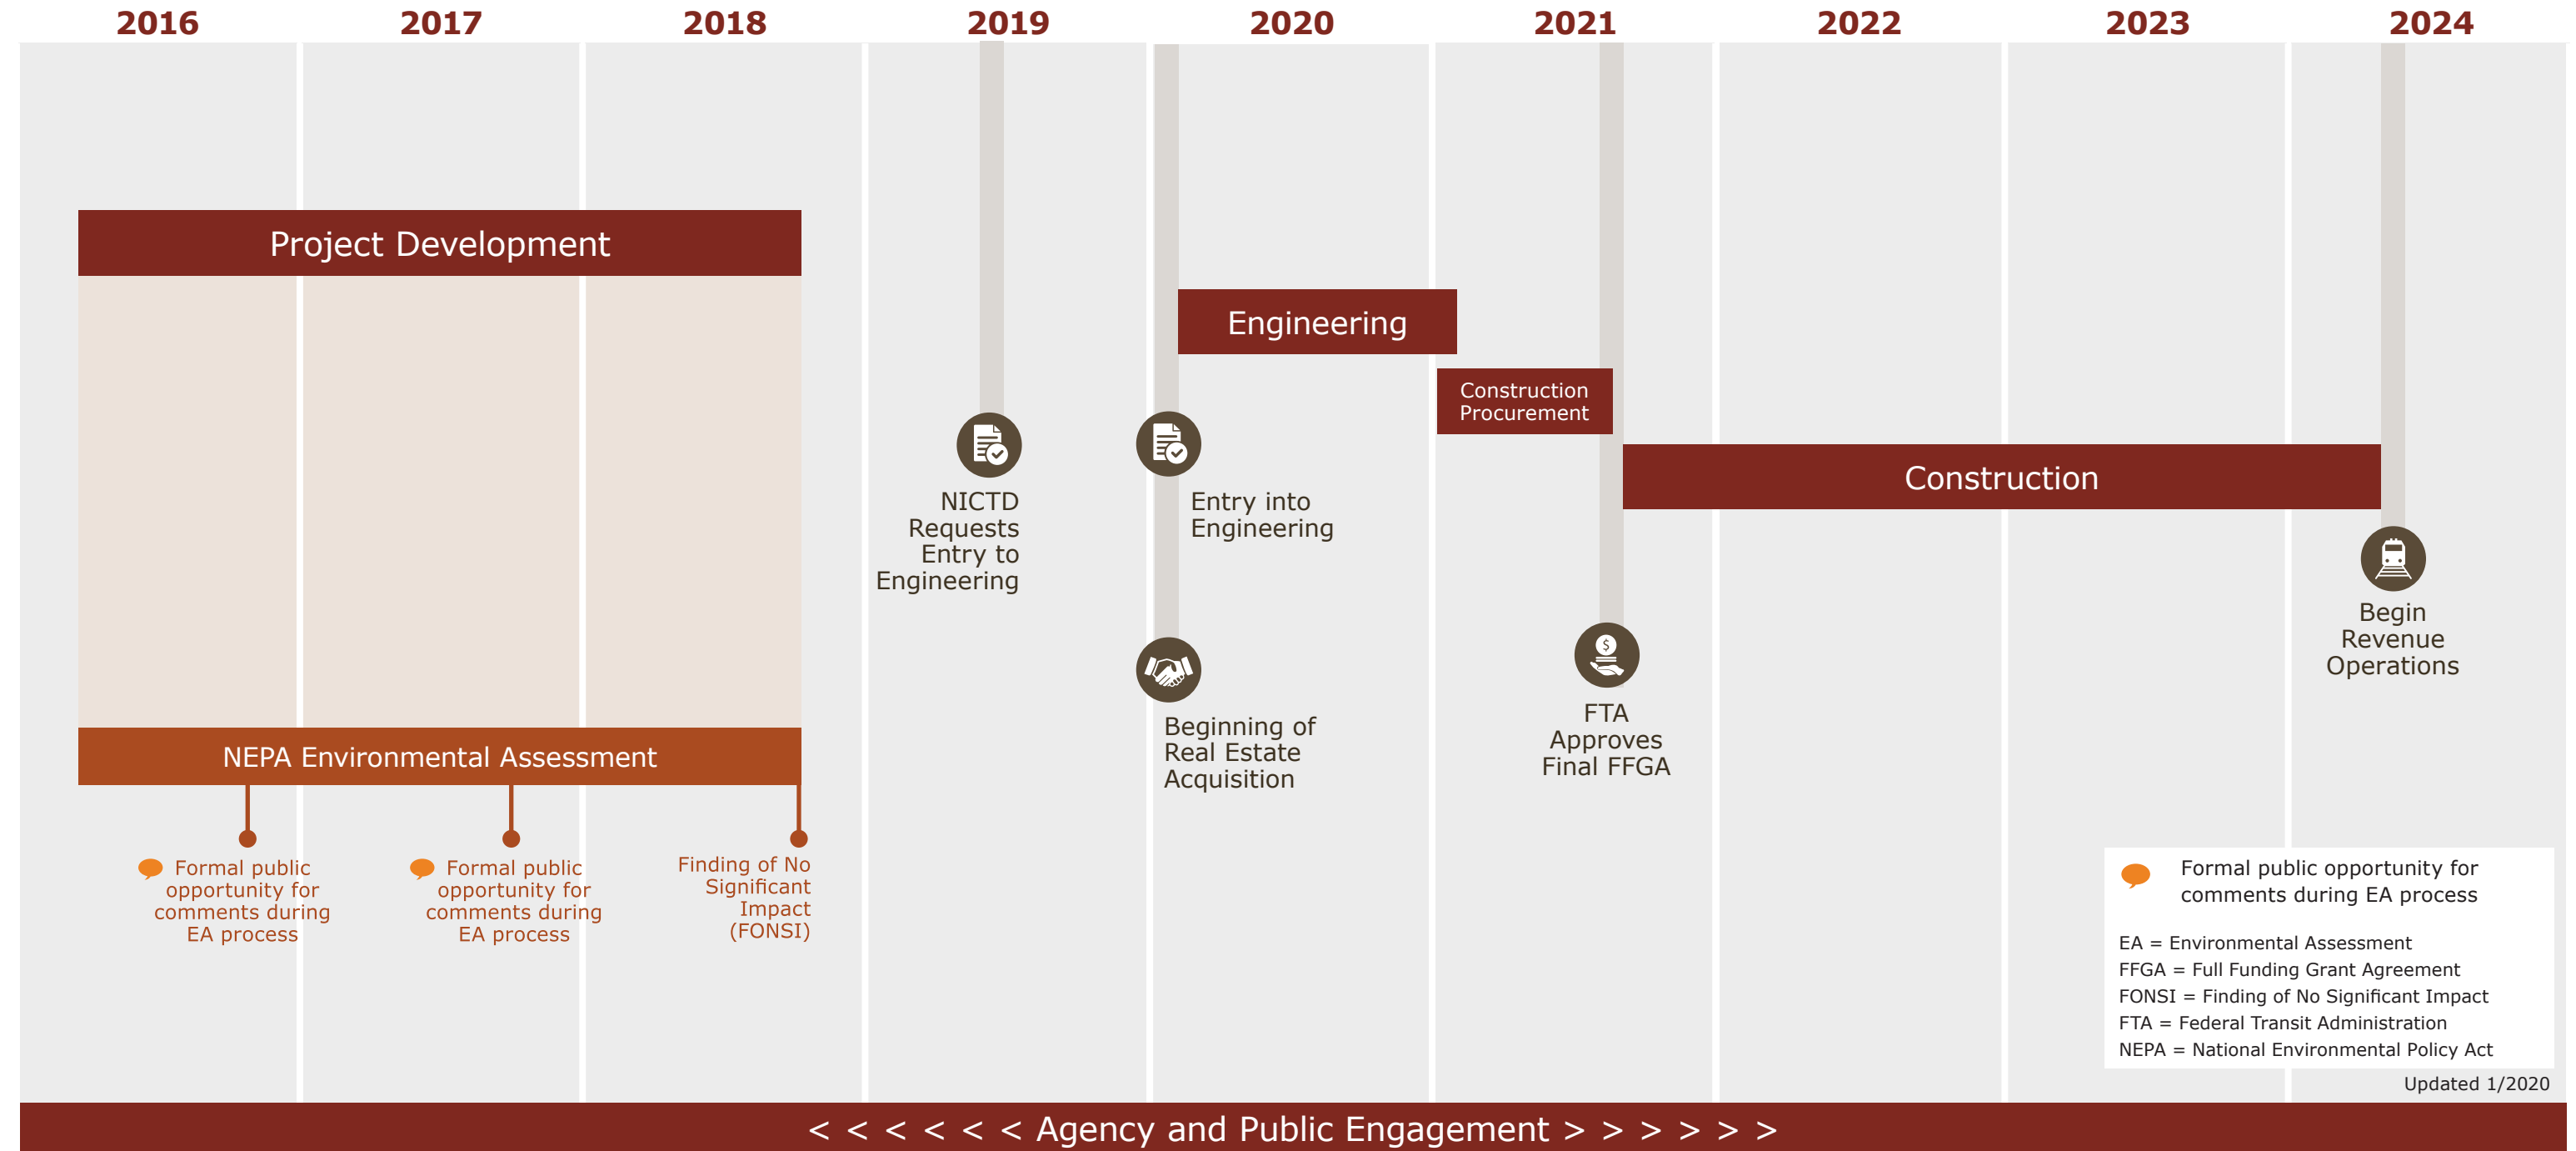 2016 2017 2018 2019 2020 2021 2022 2023 2024
Project Development
Engineering
Construction
Procurement
Construction
NICTD
Requests
Entry to
Engineering
Entry into
Engineering
Begin
Revenue
Operations
Beginning of
Real Estate
Acquisition
FTA
Approves
Final FFGA
$
NEPA Environmental Assessment
Formal public
opportunity for
comments during
EA process
Formal public
opportunity for
comments during
EA process
Finding of No
Significant
Impact
(FONSI)
Formal public opportunity for
comments during EA process
EA = Environmental Assessment
FFGA = Full Funding Grant Agreement
FONSI = Finding of No Significant Impact
FTA = Federal Transit Administration
NEPA = National Environmental Policy Act
Updated 1/2020
< < < < < < Agency and Public Engagement > > > > > >